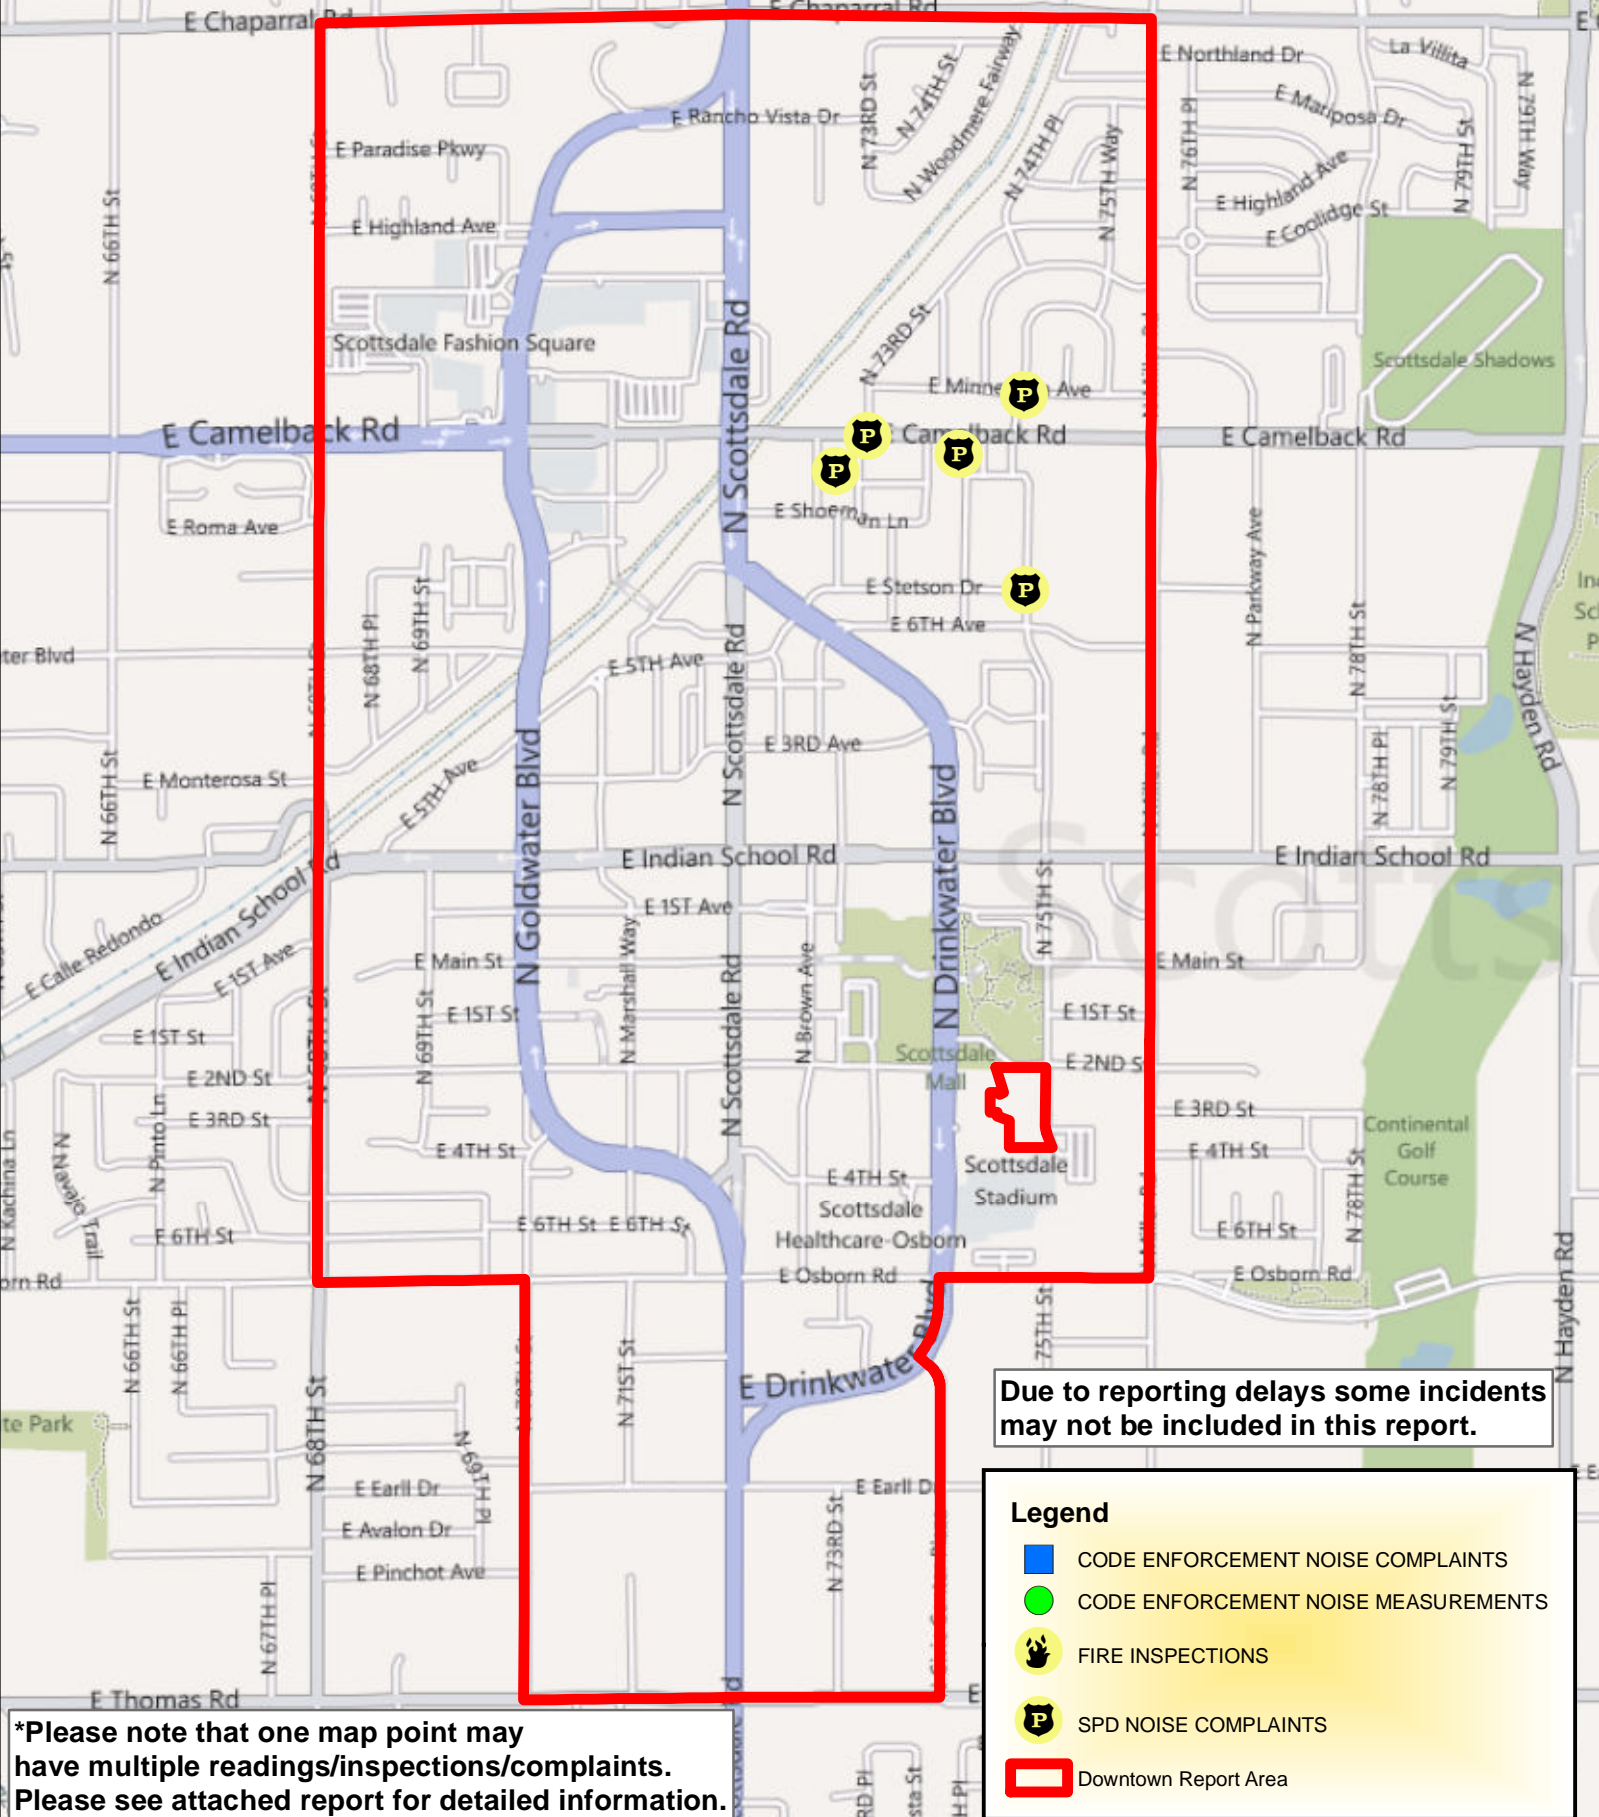 E Chaparral Rd
E Chaparral Rd
E Northland Dr
La Villita
N 79TH Way
E Mariposa Dr
N 79TH St
N 76TH Pl
E Highland Ave
E Coolidge St
N 73RD St
N 74TH St
N Woodmere Fairway
N 74TH Pl
N 75TH Way
E Rancho Vista Dr
E Paradise Pkwy
E Highland Ave
N 66TH St
Scottsdale Fashion Square
N Scottsdale Rd
N 73RD St
Scottsdale Shadows
E Camelback Rd
Camelback Rd
E Camelback Rd
E Roma Ave
N Parkway Ave
E Stetson Dr
E 6TH Ave
N 68TH Pl
N 69TH St
E 5TH Ave
N Scottsdale Rd
N 78TH St
N Hayden Rd
ter Blvd
E 3RD Ave
N 79TH St
N 78TH Pl
E Monterosa St
N 66TH St
E 5TH Ave
N Goldwater Blvd
N Drinkwater Blvd
E Indian School Rd
E Indian School Rd
E Indian School Rd
Scotts
E 1ST Ave
N 75TH St
E Calle Redondo
E 1ST Ave
E Main St
N Marshall Way
N Brown Ave
E Main St
E 1ST St
N 69TH St
E 1ST St
N Scottsdale Rd
E 1ST St
Scottsdale
Mall
E 2ND S
E 2ND St
E 3RD St
E 3RD St
N Kachina Ln
N Navajo Trail
N Pinto Ln
E 4TH St
E 4TH St
Scottsdale
Stadium
E 4TH St
Continental
Golf
Course
N 78TH St
Scottsdale
Healthcare-Osborn
E 6TH St
E 6TH St
E 6TH St
E 6TH St
orn Rd
E Osborn Rd
E Osborn Rd
N Hayden Rd
N 66TH St
N 66TH Pl
N 68TH St
N 71ST St
75TH St
E Drinkwater Blvd
te Park
N 69TH Pl
E Earll Dr
E Earll D
E Avalon Dr
E Pinchot Ave
N 73RD St
N 67TH Pl
E Thomas Rd
RD Pl
sta St
H Pl
Due to reporting delays some incidents
may not be included in this report.
Legend
CODE ENFORCEMENT NOISE COMPLAINTS
CODE ENFORCEMENT NOISE MEASUREMENTS
FIRE INSPECTIONS
P SPD NOISE COMPLAINTS
Downtown Report Area
*Please note that one map point may
have multiple readings/inspections/complaints.
Please see attached report for detailed information.
P
P
P
P
P